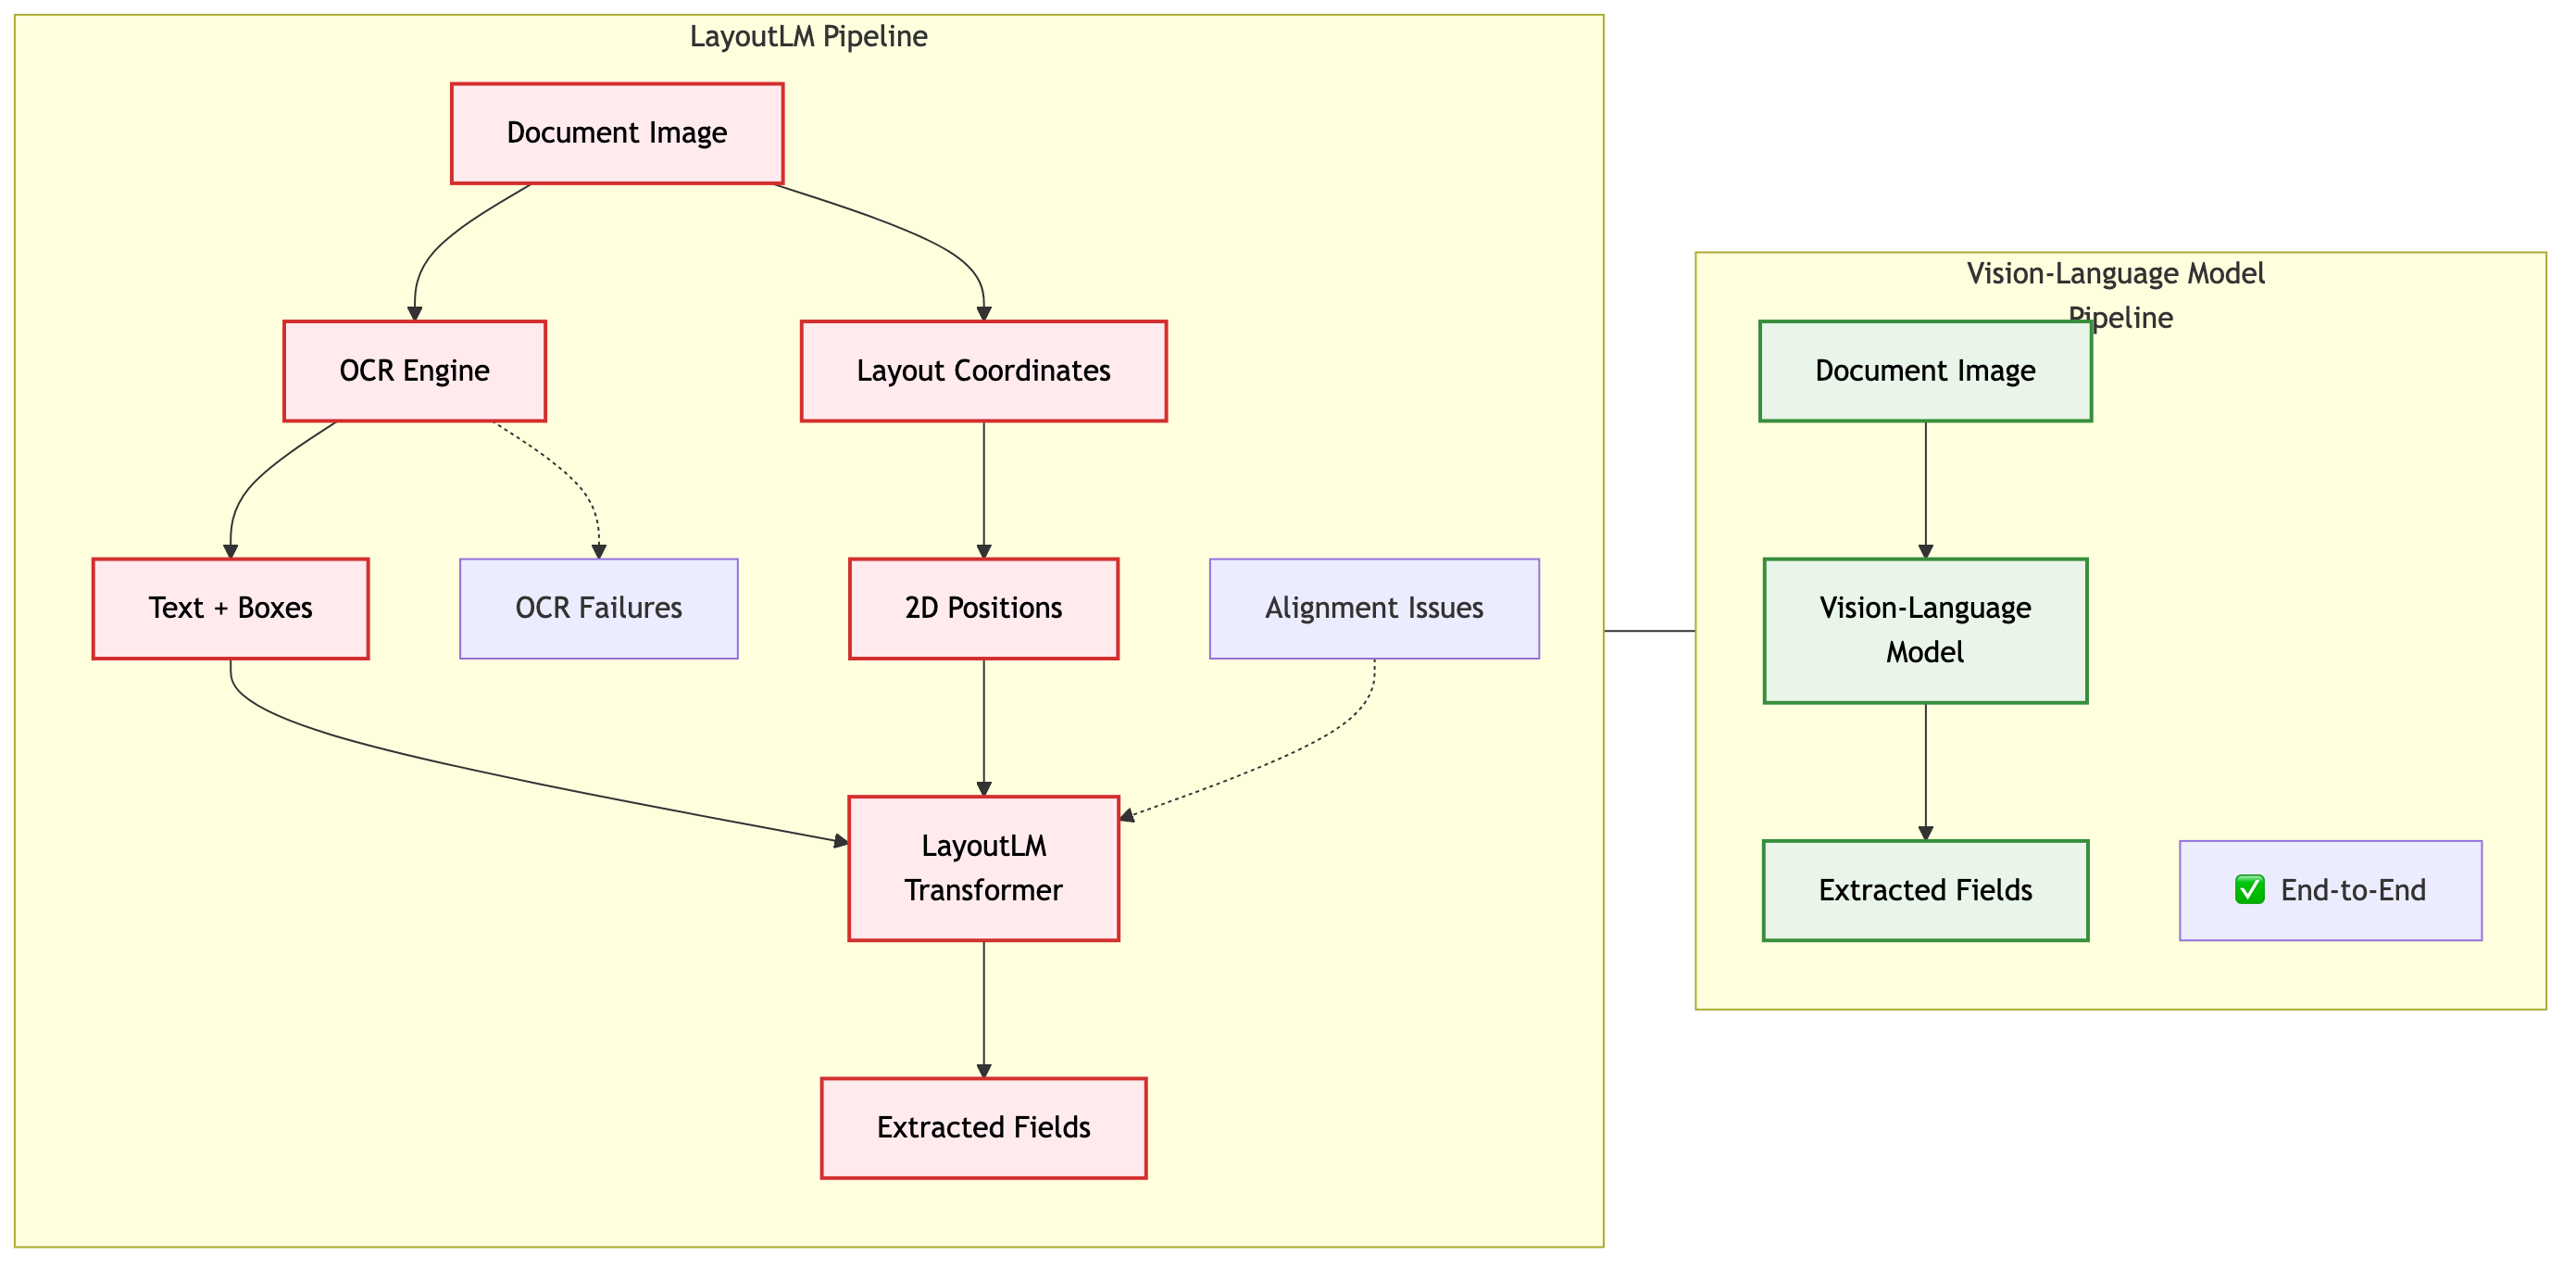 LayoutLM Pipeline
Document Image
OCR Engine
Layout Coordinates
Text + Boxes
OCR Failures
2D Positions
Alignment Issues
LayoutLM
Transformer
Extracted Fields
Vision-Language Model
Pipeline
Document Image
Vision-Language
Model
Extracted Fields
✅ End-to-End